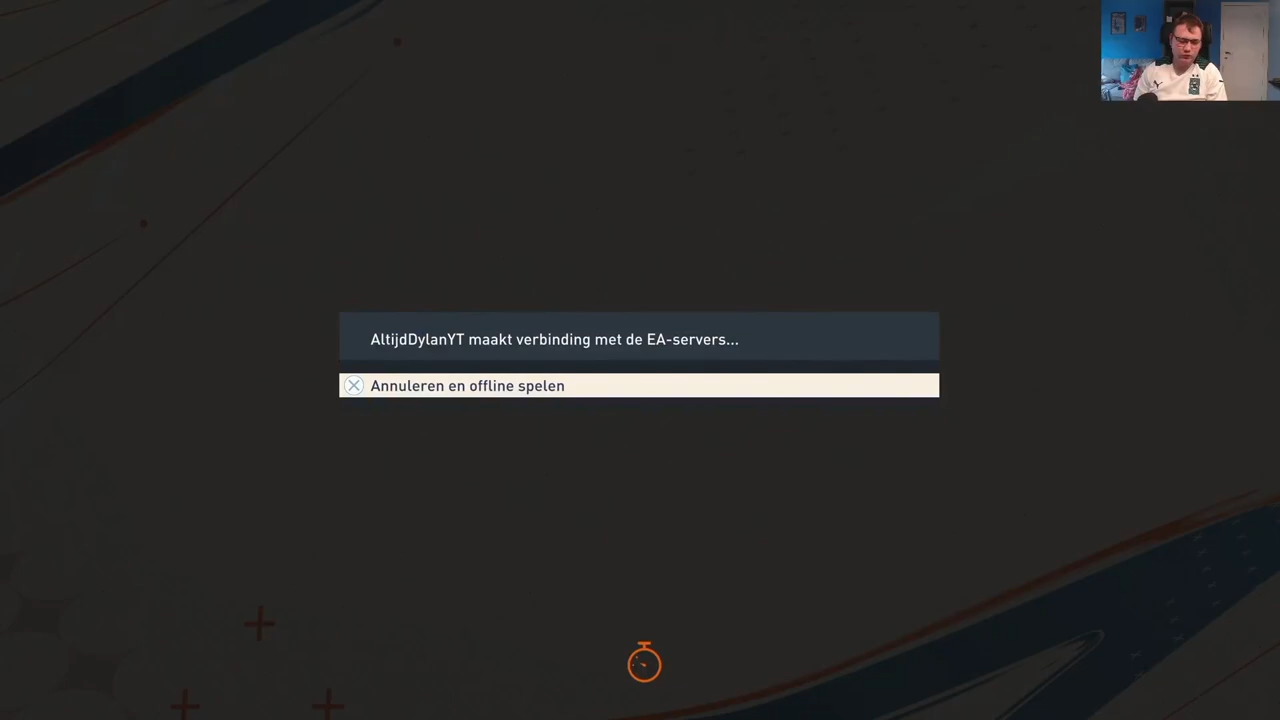 AltijdDylanYT maakt verbinding met de EA-servers...
Annuleren en offline spelen